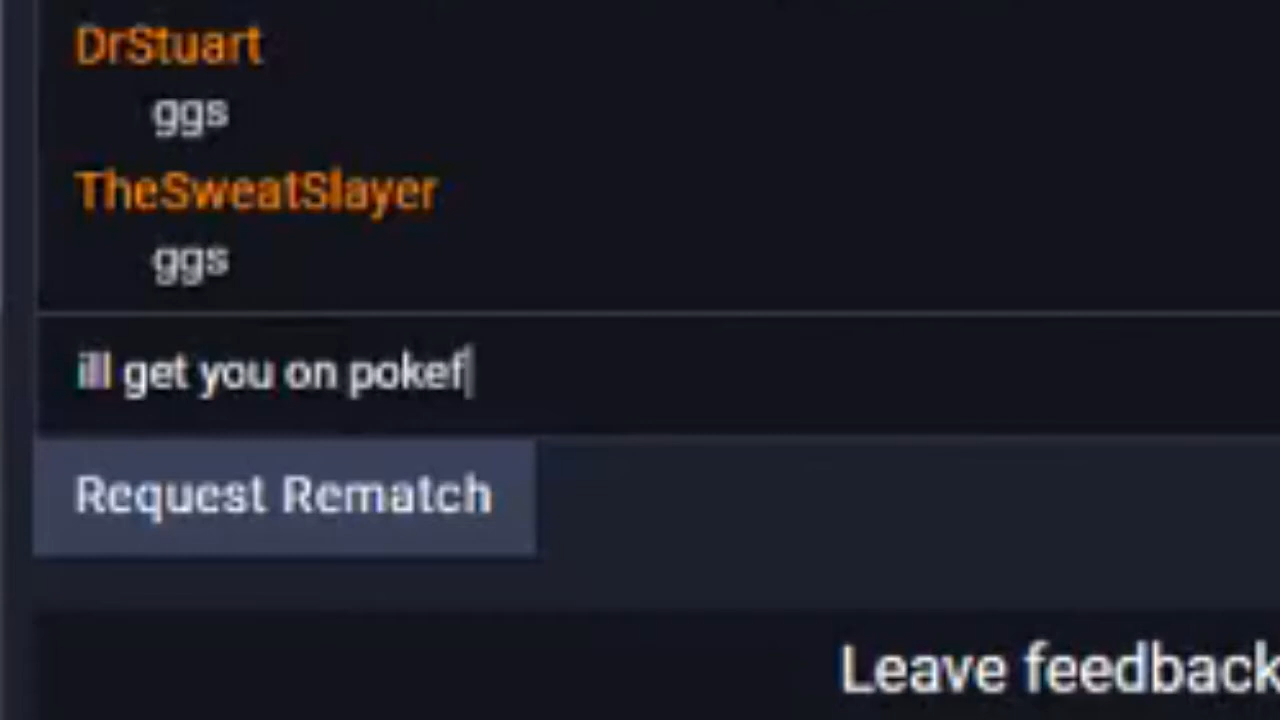 DrStuart
ggs
TheSweatSlayer
ggs
ill get you on pokef
Request Rematch
Leave feedback